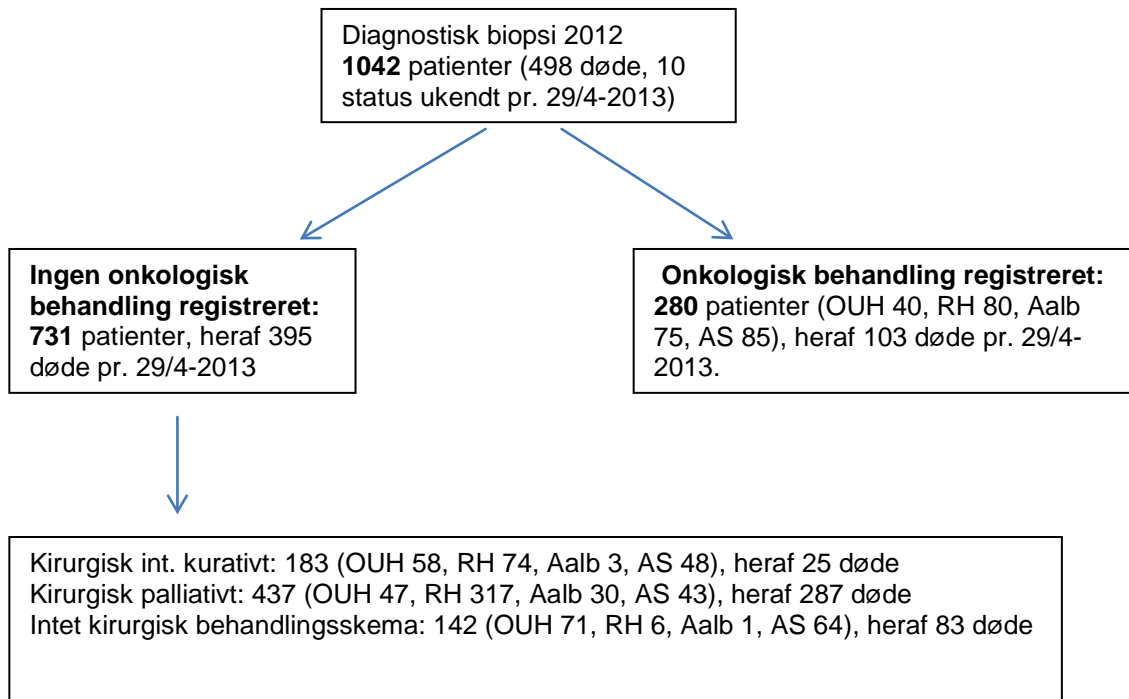 Diagnostisk biopsi 2012
1042 patienter (498 døde, 10
status ukendt pr. 29/4-2013)
Ingen onkologisk
behandling registreret:
731 patienter, heraf 395
døde pr. 29/4-2013
Onkologisk behandling registreret:
280 patienter (OUH 40, RH 80, Aalb
75, AS 85), heraf 103 døde pr. 29/4-
2013.
Kirurgisk int. kurativt: 183 (OUH 58, RH 74, Aalb 3, AS 48), heraf 25 døde
Kirurgisk palliativt: 437 (OUH 47, RH 317, Aalb 30, AS 43), heraf 287 døde
Intet kirurgisk behandlingsskema: 142 (OUH 71, RH 6, Aalb 1, AS 64), heraf 83 døde